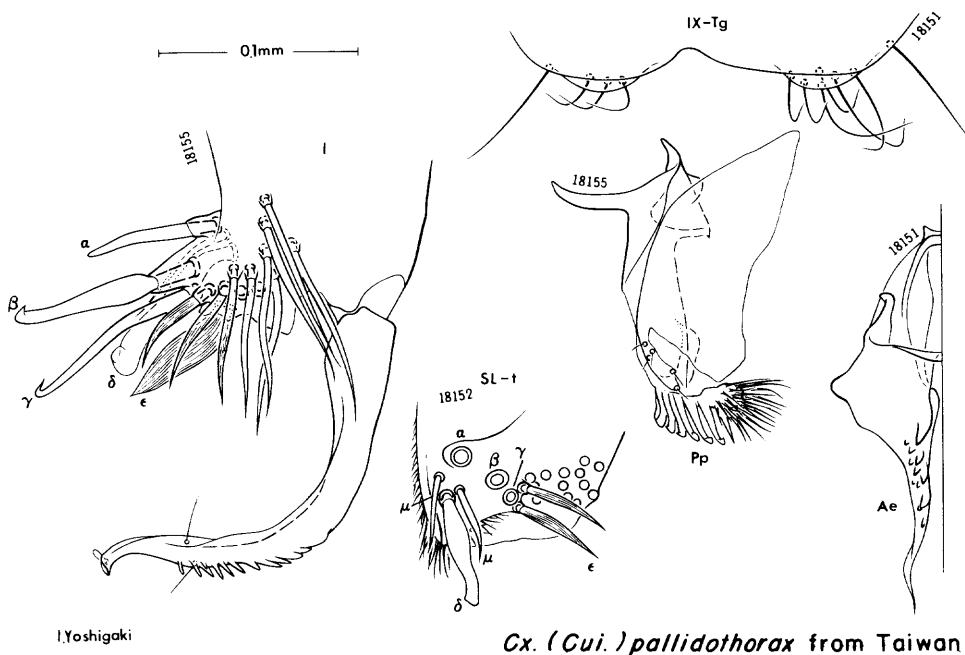 IX-Tg
18151
0.1mm
18155
I
α
β
γ
δ
ε
18155
18151
SL-t
18152
α
β
γ
μ
μ
δ
ε
Pp
Ae
I.Yoshigaki
Cx. (Cui.) pallidothorax from Taiwan